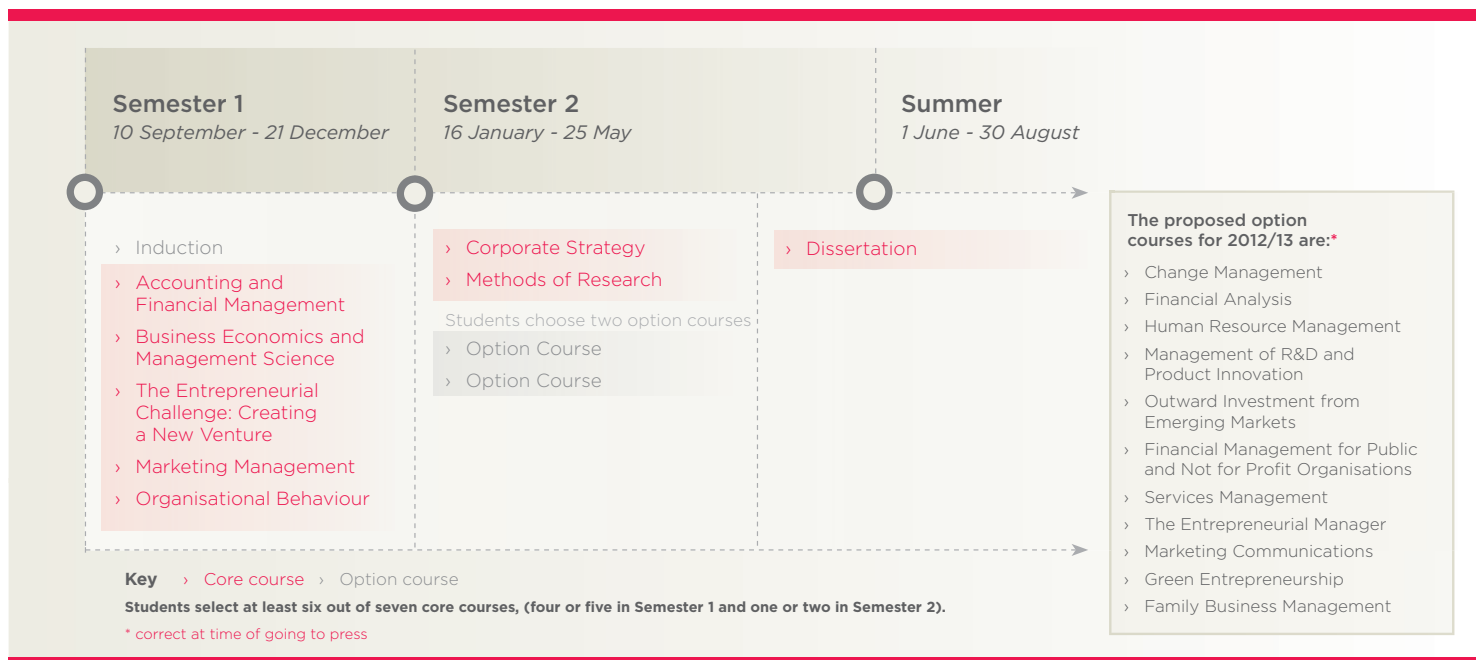 Semester 1
10 September - 21 December
Semester 2
16 January - 25 May
Summer
1 June - 30 August
› Induction
› Accounting and
Financial Management
› Business Economics and
Management Science
› The Entrepreneurial
Challenge: Creating
a New Venture
› Marketing Management
› Organisational Behaviour
› Corporate Strategy
› Methods of Research
Students choose two option courses
› Option Course
› Option Course
› Dissertation
The proposed option
courses for 2012/13 are:*
› Change Management
› Financial Analysis
› Human Resource Management
› Management of R&D and
Product Innovation
› Outward Investment from
Emerging Markets
› Financial Management for Public
and Not for Profit Organisations
› Services Management
› The Entrepreneurial Manager
› Marketing Communications
› Green Entrepneurship
› Family Business Management
Key › Core course › Option course
Students select at least six out of seven core courses, (four or five in Semester 1 and one or two in Semester 2).
* correct at time of going to press